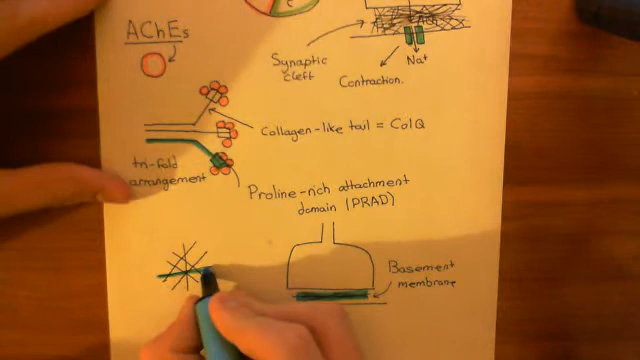 c
AChEs
Na+
Synaptic
cleft
Contraction.
Collagen-like tail = ColQ
tri-fold
arrangement
Proline-rich attachment
domain (PRAD)
Basement
membrane